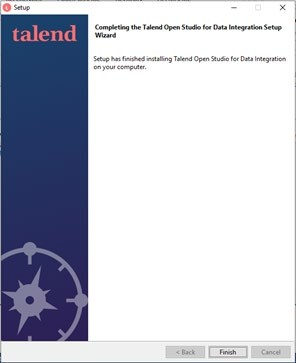 Setup
talend
Completing the Talend Open Studio for Data Integration Setup
Wizard
Setup has finished installing Talend Open Studio for Data Integration
on your computer.
< Back
Finish
Cancel